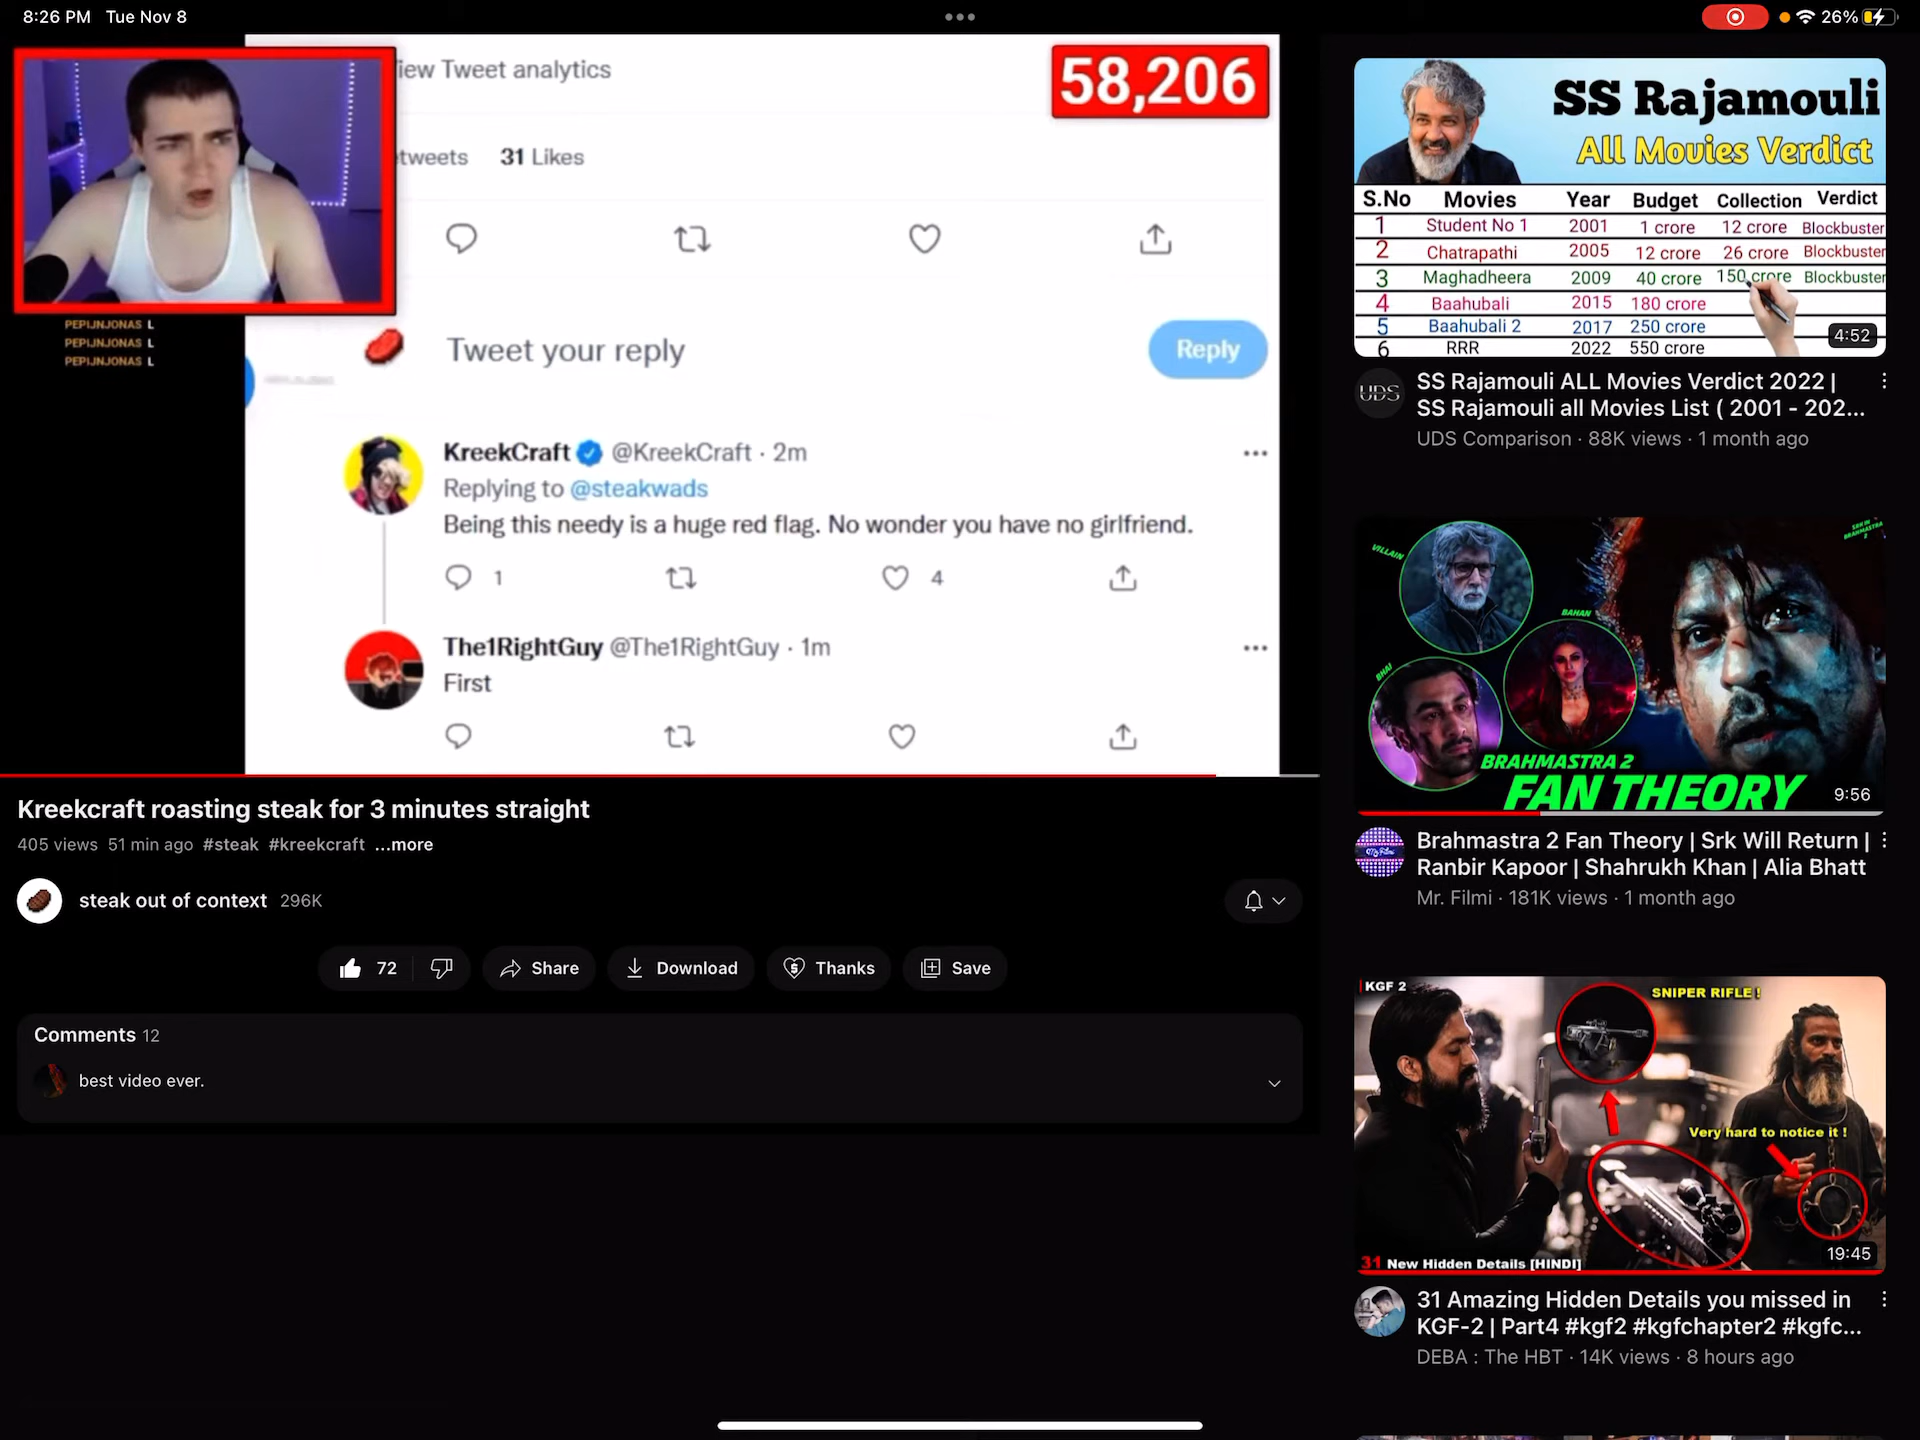 8:26 PM Tue Nov 8
26%
iew Tweet analytics
58,206
tweets 31 Likes
PEPIJNJONAS L
PEPIJNJONAS L
PEPIJNJONAS L
Tweet your reply
Reply
KreekCraft @KreekCraft · 2m
Replying to @steakwads
Being this needy is a huge red flag. No wonder you have no girlfriend.
1
4
The1RightGuy @The1RightGuy · 1m
First
Kreekcraft roasting steak for 3 minutes straight
405 views 51 min ago #steak #kreekcraft ...more
steak out of context 296K
72
Share
Download
Thanks
Save
Comments 12
best video ever.
SS Rajamouli
All Movies Verdict
S.No Movies Year Budget Collection Verdict
1 Student No 1 2001 1 crore 12 crore Blockbuster
2 Chatrapathi 2005 12 crore 26 crore Blockbuster
3 Maghadheera 2009 40 crore 150 crore Blockbuster
4 Baahubali 2015 180 crore
5 Baahubali 2 2017 250 crore
6 RRR 2022 550 crore
4:52
UDS
SS Rajamouli ALL Movies Verdict 2022 |
SS Rajamouli all Movies List ( 2001 - 202...
UDS Comparison · 88K views · 1 month ago
VILLAIN
SRK IN
BRAHMASTRA
2
BAHAN
BHAI
BRAHMASTRA 2
FAN THEORY
9:56
Brahmastra 2 Fan Theory | Srk Will Return |
Ranbir Kapoor | Shahrukh Khan | Alia Bhatt
Mr. Filmi · 181K views · 1 month ago
KGF 2
SNIPER RIFLE !
Very hard to notice it !
19:45
31 New Hidden Details [HINDI]
31 Amazing Hidden Details you missed in
KGF-2 | Part4 #kgf2 #kgfchapter2 #kgfc...
DEBA : The HBT · 14K views · 8 hours ago